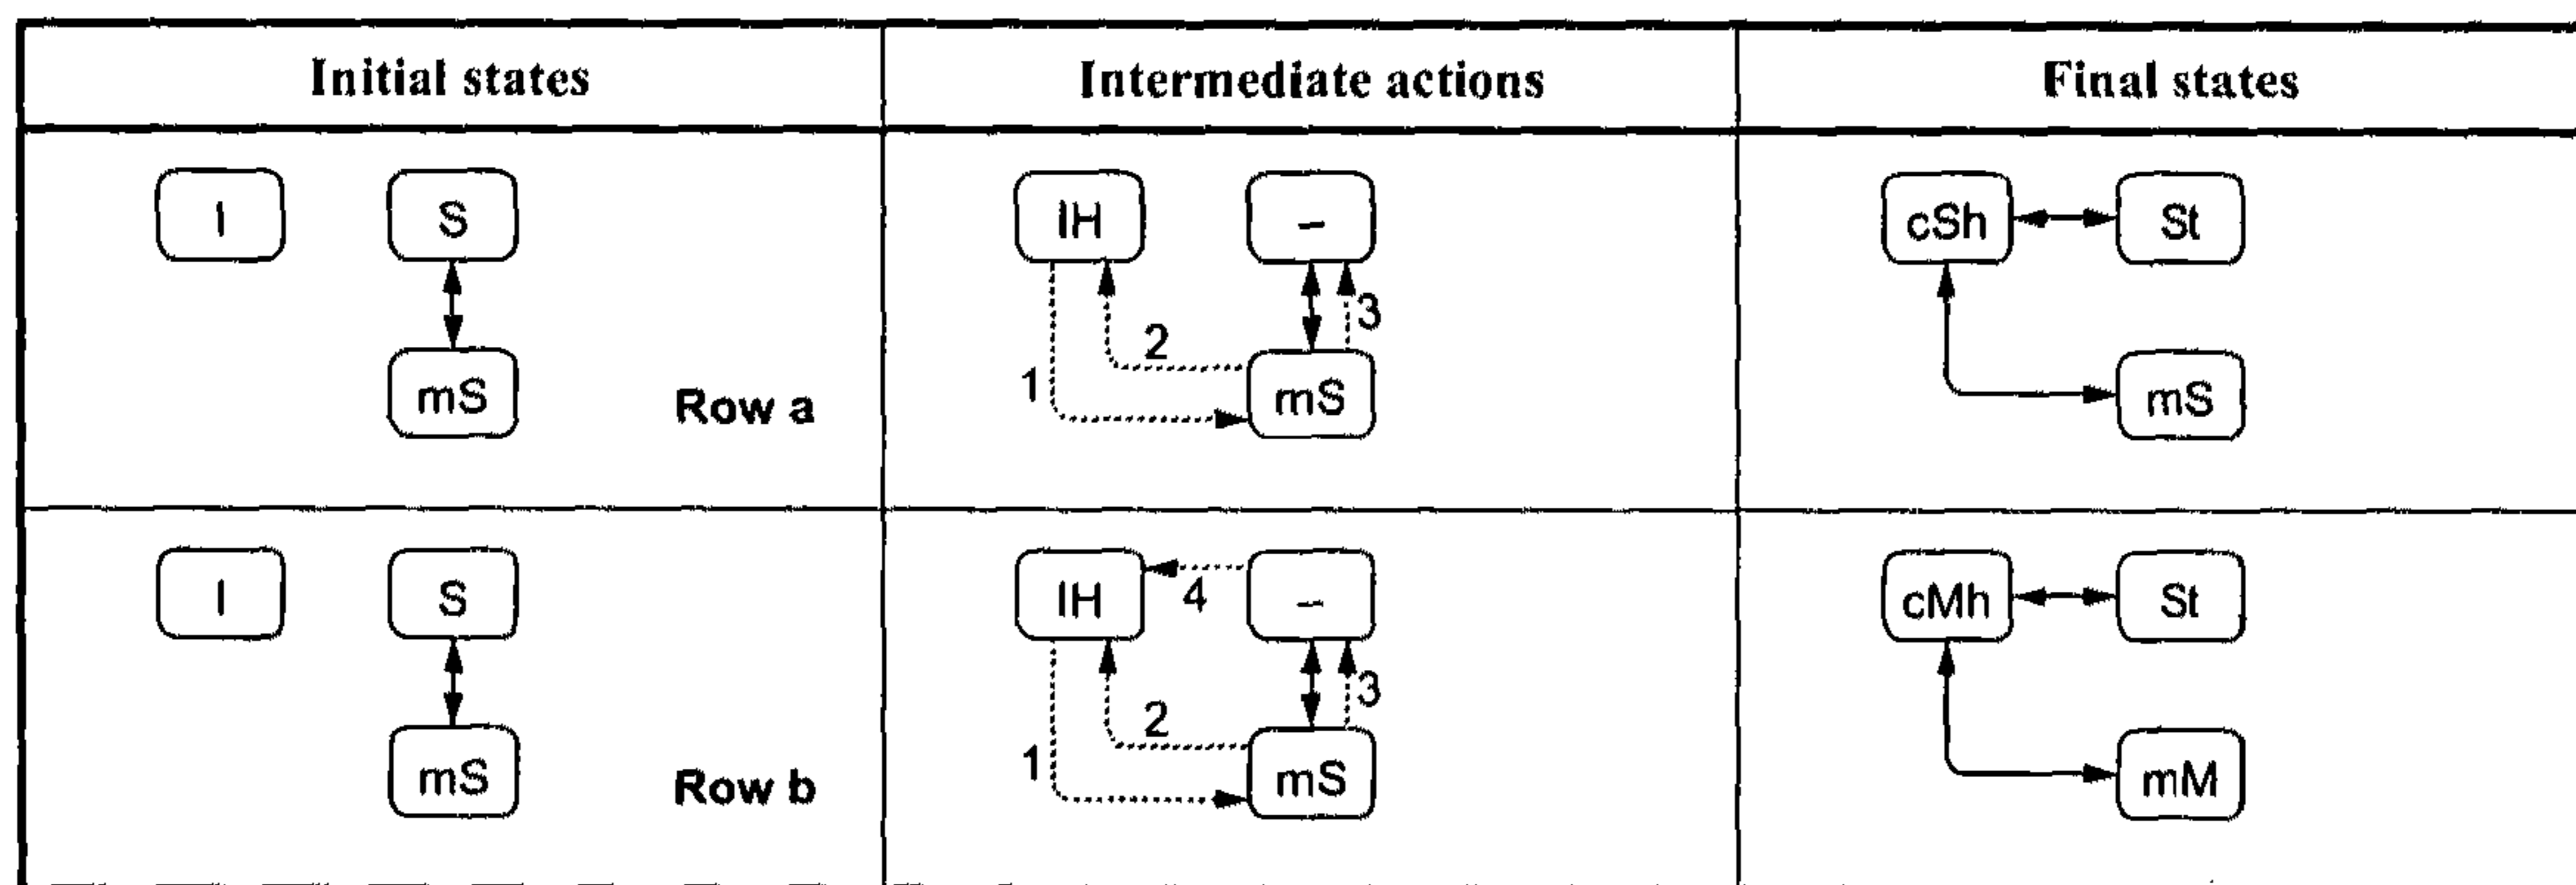 Initial states Intermediate actions Final states
I S IH – cSh St
3
2
1 mS mS mS
Row a
I S IH 4 – cMh St
3
2
1 mS mS mM
Row b